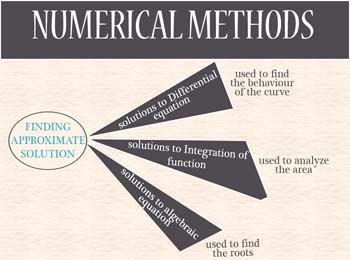 NUMERICAL METHODS
FINDING
APPROXIMATE
SOLUTION
solutions to Differential
equation
used to find
the behaviour
of the curve
solutions to Integration of
function
used to analyze
the area
solutions to algebraic
equation
used to find
the roots